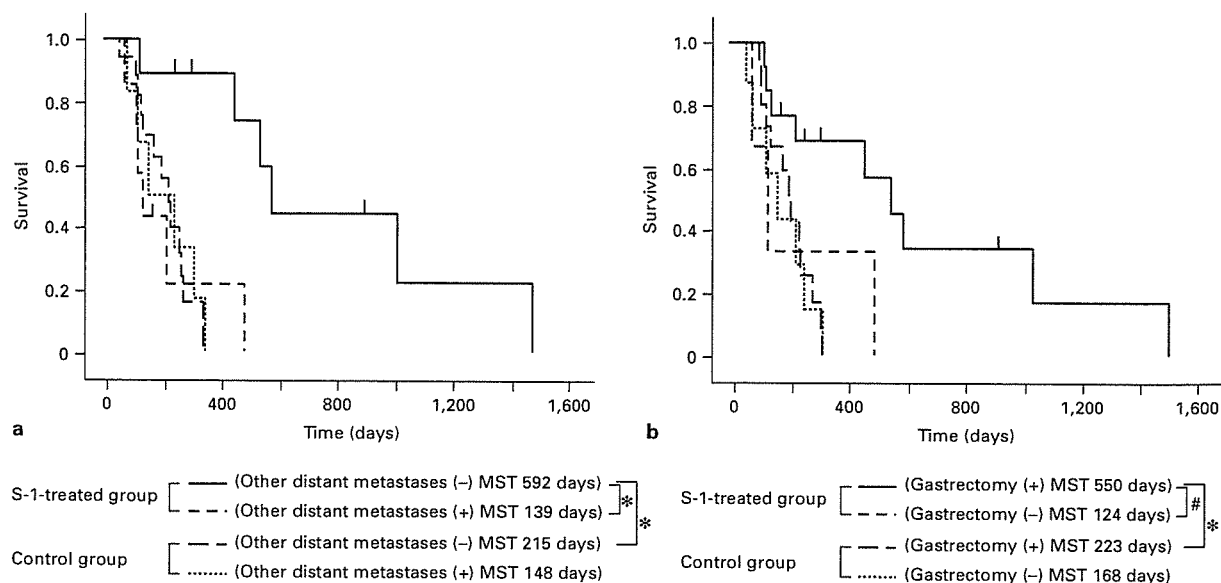 1.0
0.8
0.6
0.4
0.2
0
Survival
0
400
800
1,200
1,600
Time (days)
a
S-1-treated group
(Other distant metastases (–) MST 592 days)
(Other distant metastases (+) MST 139 days)
*
Control group
(Other distant metastases (–) MST 215 days)
(Other distant metastases (+) MST 148 days)
*
1.0
0.8
0.6
0.4
0.2
0
Survival
0
400
800
1,200
1,600
Time (days)
b
S-1-treated group
(Gastrectomy (+) MST 550 days)
(Gastrectomy (–) MST 124 days)
#
Control group
(Gastrectomy (+) MST 223 days)
(Gastrectomy (–) MST 168 days)
*